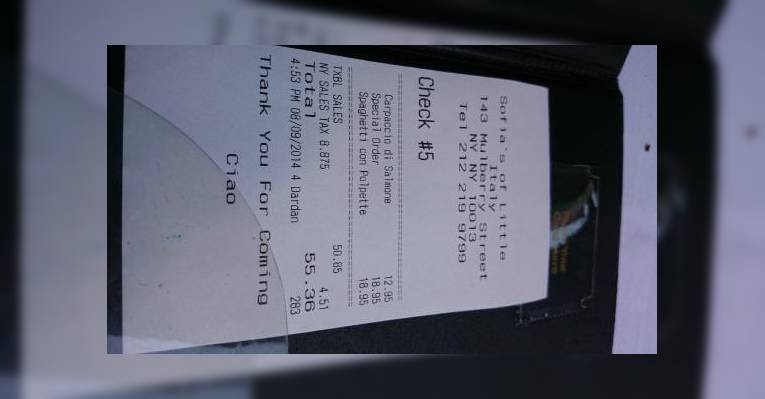 Sofia's of Little
Italy
143 Mulberry Street
NY NY 10013
Tel 212 219 9799
Check #5
Carpaccio di Salmone 12.95
Special Order 18.95
Spaghetti con Polpette 18.95
TXBL SALES 50.85
NY SALES TAX 8.875 4.51
Total 55.36
4:53 PM 08/09/2014 4 Dardan 283
Thank You For Coming
Ciao